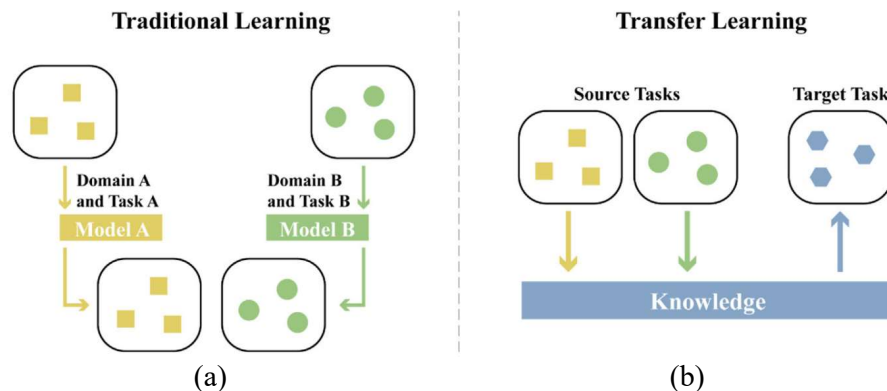 Traditional Learning
Domain A
and Task A
Model A
Domain B
and Task B
Model B
(a)
Transfer Learning
Source Tasks
Target Task
Knowledge
(b)